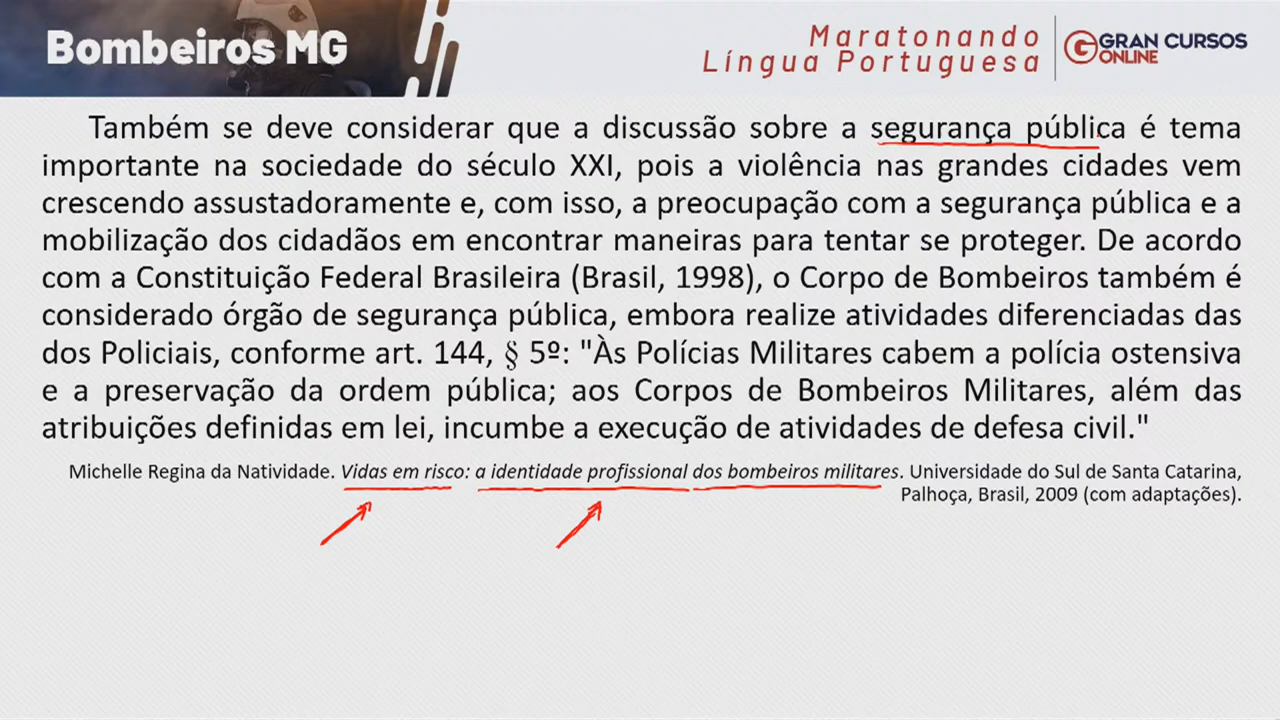 Bombeiros MG
Maratonando
Língua Portuguesa
GRAN CURSOS
ONLINE
Também se deve considerar que a discussão sobre a segurança pública é tema
importante na sociedade do século XXI, pois a violência nas grandes cidades vem
crescendo assustadoramente e, com isso, a preocupação com a segurança pública e a
mobilização dos cidadãos em encontrar maneiras para tentar se proteger. De acordo
com a Constituição Federal Brasileira (Brasil, 1998), o Corpo de Bombeiros também é
considerado órgão de segurança pública, embora realize atividades diferenciadas das
dos Policiais, conforme art. 144, § 5º: "Às Polícias Militares cabem a polícia ostensiva
e a preservação da ordem pública; aos Corpos de Bombeiros Militares, além das
atribuições definidas em lei, incumbe a execução de atividades de defesa civil."
Michelle Regina da Natividade. Vidas em risco: a identidade profissional dos bombeiros militares. Universidade do Sul de Santa Catarina,
Palhoça, Brasil, 2009 (com adaptações).